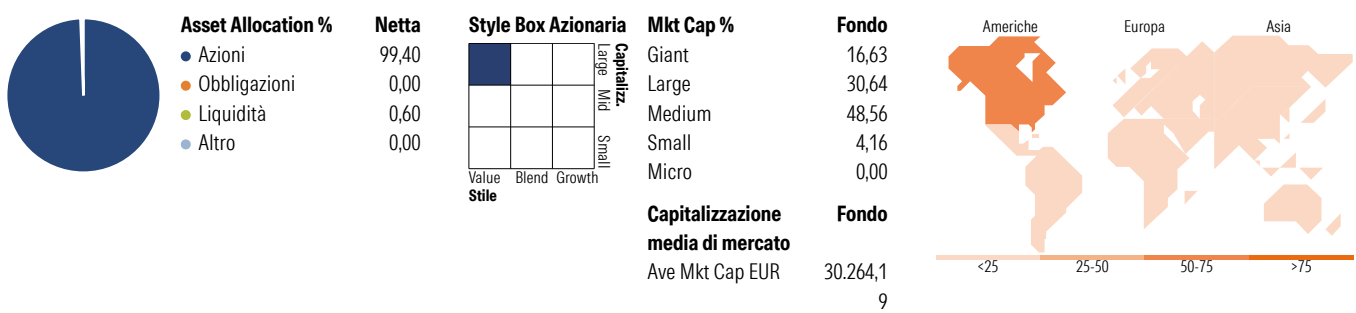 Asset Allocation % Netta
Azioni 99,40
Obbligazioni 0,00
Liquidità 0,60
Altro 0,00
Style Box Azionaria
Large Mid Small
Capitalizz.
Value Blend Growth
Stile
Mkt Cap % Fondo
Giant 16,63
Large 30,64
Medium 48,56
Small 4,16
Micro 0,00
Capitalizzazione Fondo
media di mercato
Ave Mkt Cap EUR 30.264,1
9
Americhe Europa Asia
<25 25-50 50-75 >75